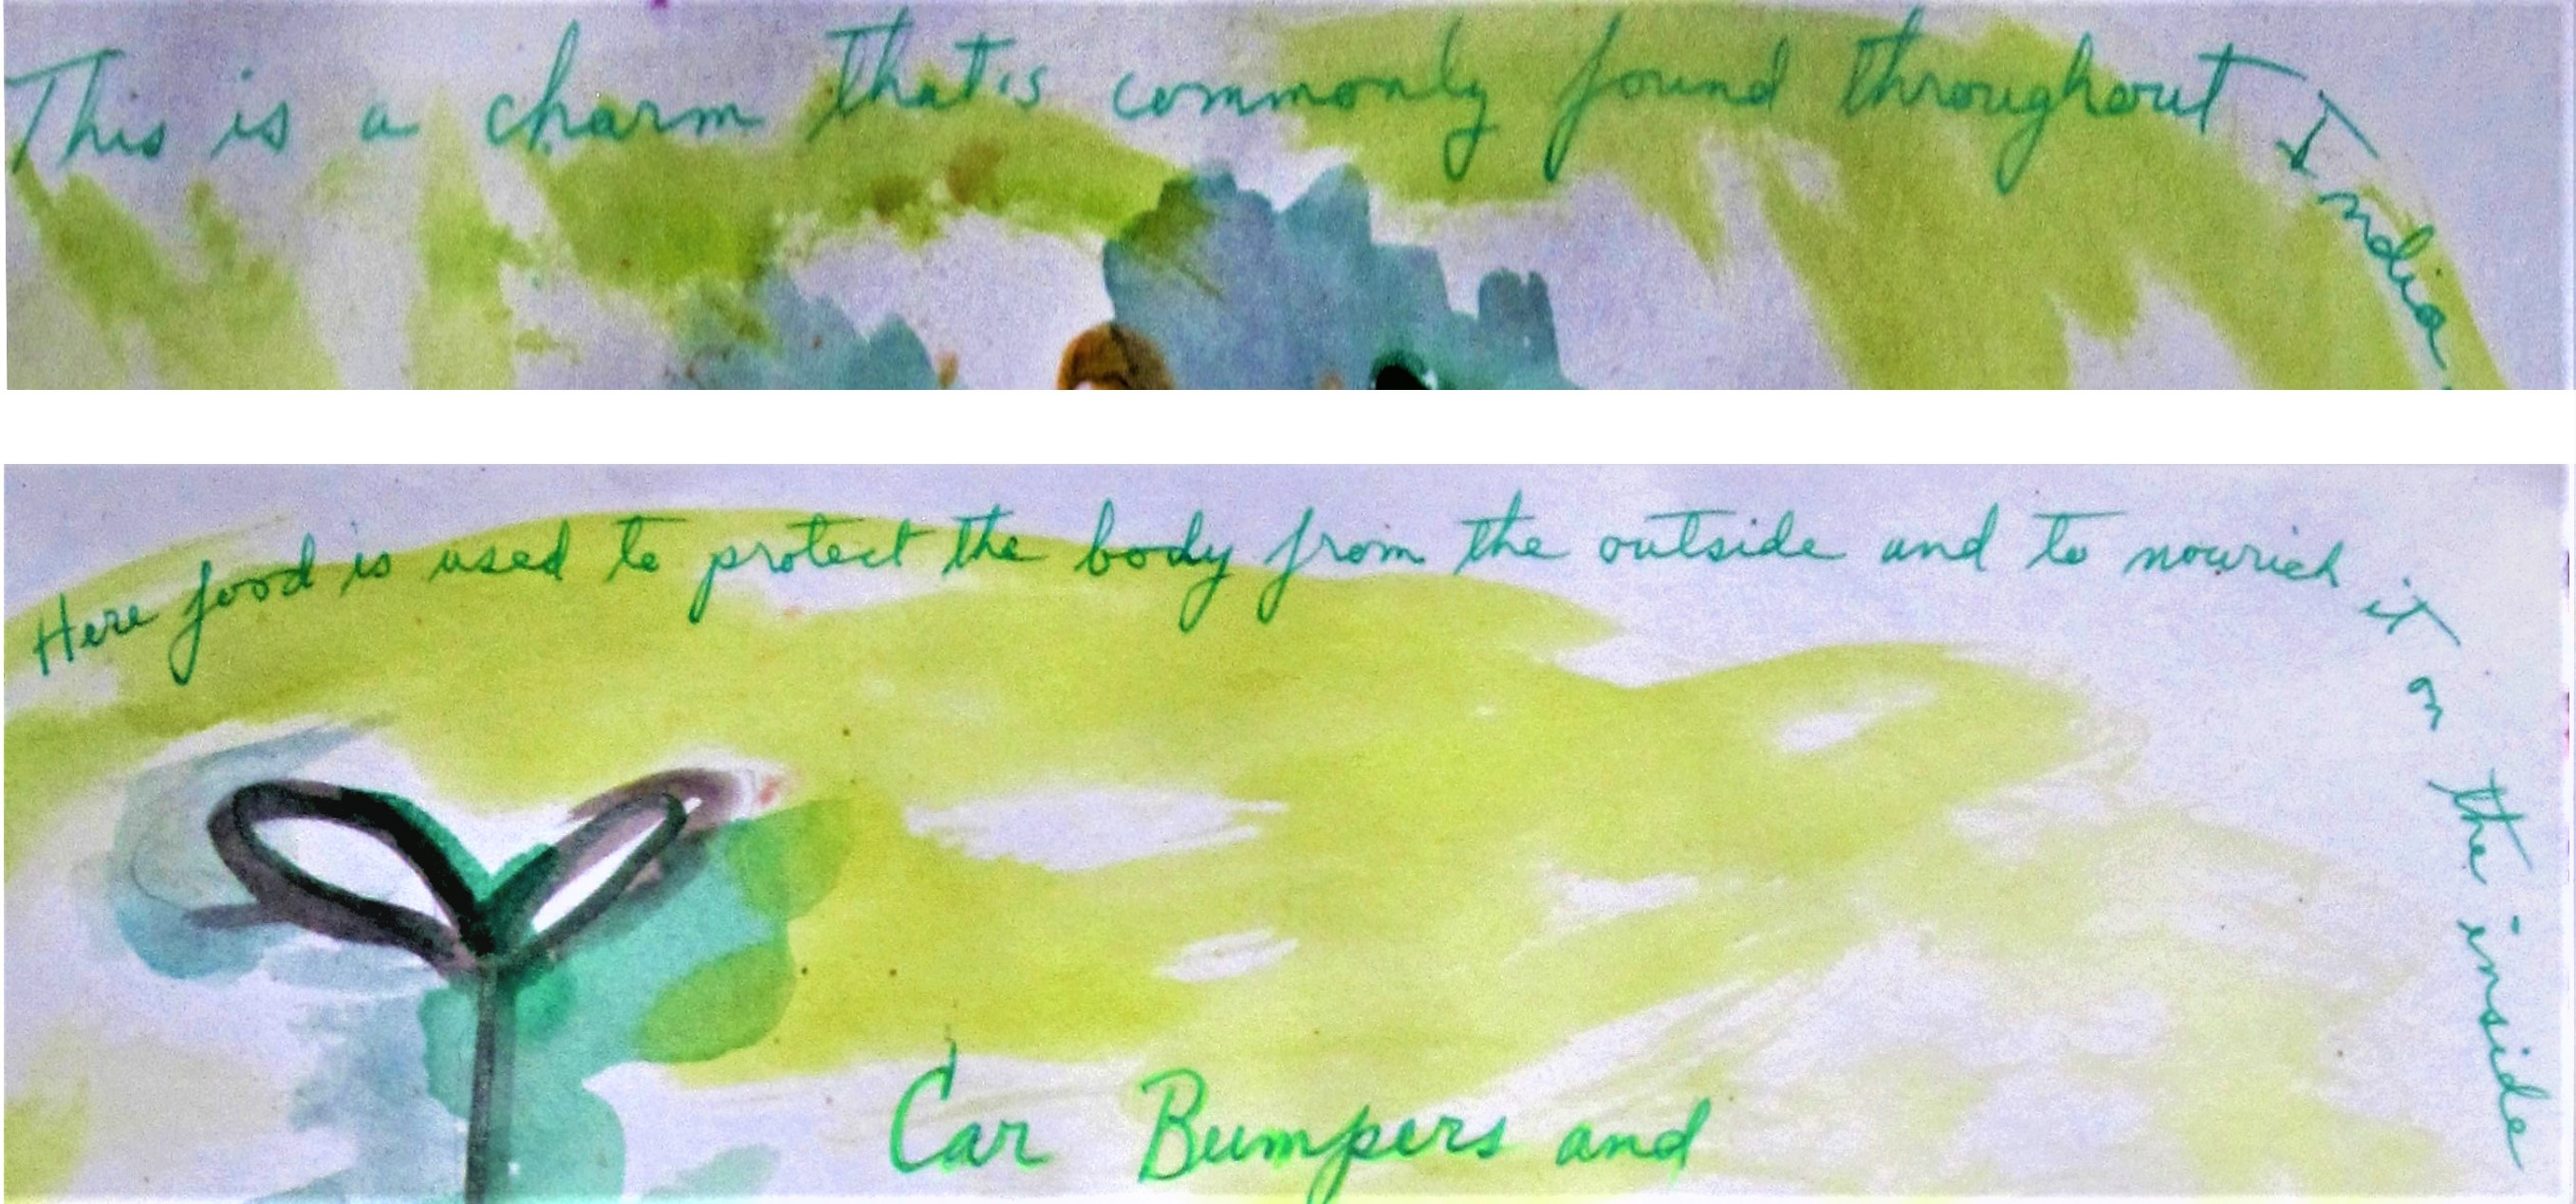 This is a charm that's commonly found throughout India.
Here food is used to protect the body from the outside and to nourish it on the inside
Car Bumpers and